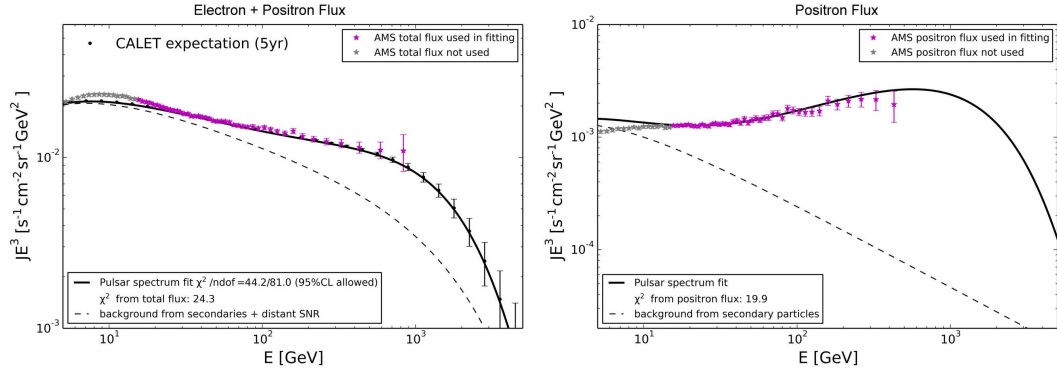 Electron + Positron Flux
CALET expectation (5yr)
AMS total flux used in fitting
AMS total flux not used
JE³ [s⁻¹cm⁻²sr⁻¹GeV² ]
10⁻²
10⁻³
Pulsar spectrum fit χ² /ndof=44.2/81.0 (95%CL allowed)
χ² from total flux: 24.3
background from secondaries + distant SNR
10¹
10²
10³
E [GeV]
Positron Flux
AMS positron flux used in fitting
AMS positron flux not used
JE³ [s⁻¹cm⁻²sr⁻¹GeV² ]
10⁻²
10⁻³
10⁻⁴
Pulsar spectrum fit
χ² from positron flux: 19.9
background from secondary particles
10¹
10²
10³
E [GeV]